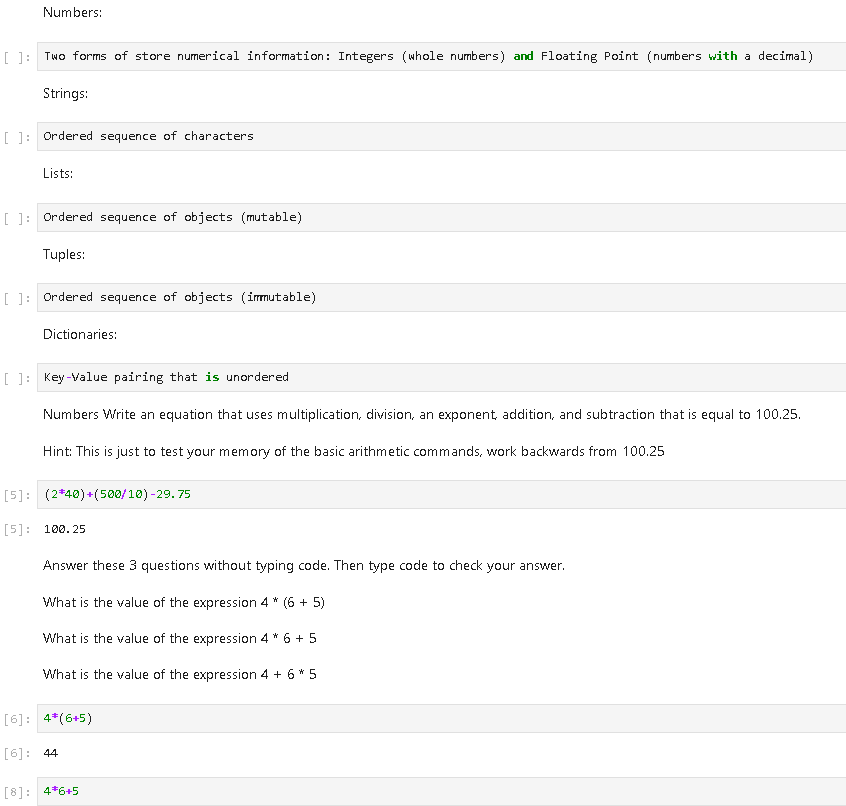 Numbers:
[ ]: Two forms of store numerical information: Integers (whole numbers) and Floating Point (numbers with a decimal)
Strings:
[ ]: Ordered sequence of characters
Lists:
[ ]: Ordered sequence of objects (mutable)
Tuples:
[ ]: Ordered sequence of objects (immutable)
Dictionaries:
[ ]: Key-Value pairing that is unordered
Numbers Write an equation that uses multiplication, division, an exponent, addition, and subtraction that is equal to 100.25.
Hint: This is just to test your memory of the basic arithmetic commands, work backwards from 100.25
[5]: (2*40)+(500/10)-29.75
[5]: 100.25
Answer these 3 questions without typing code. Then type code to check your answer.
What is the value of the expression 4 * (6 + 5)
What is the value of the expression 4 * 6 + 5
What is the value of the expression 4 + 6 * 5
[6]: 4*(6+5)
[6]: 44
[8]: 4*6+5